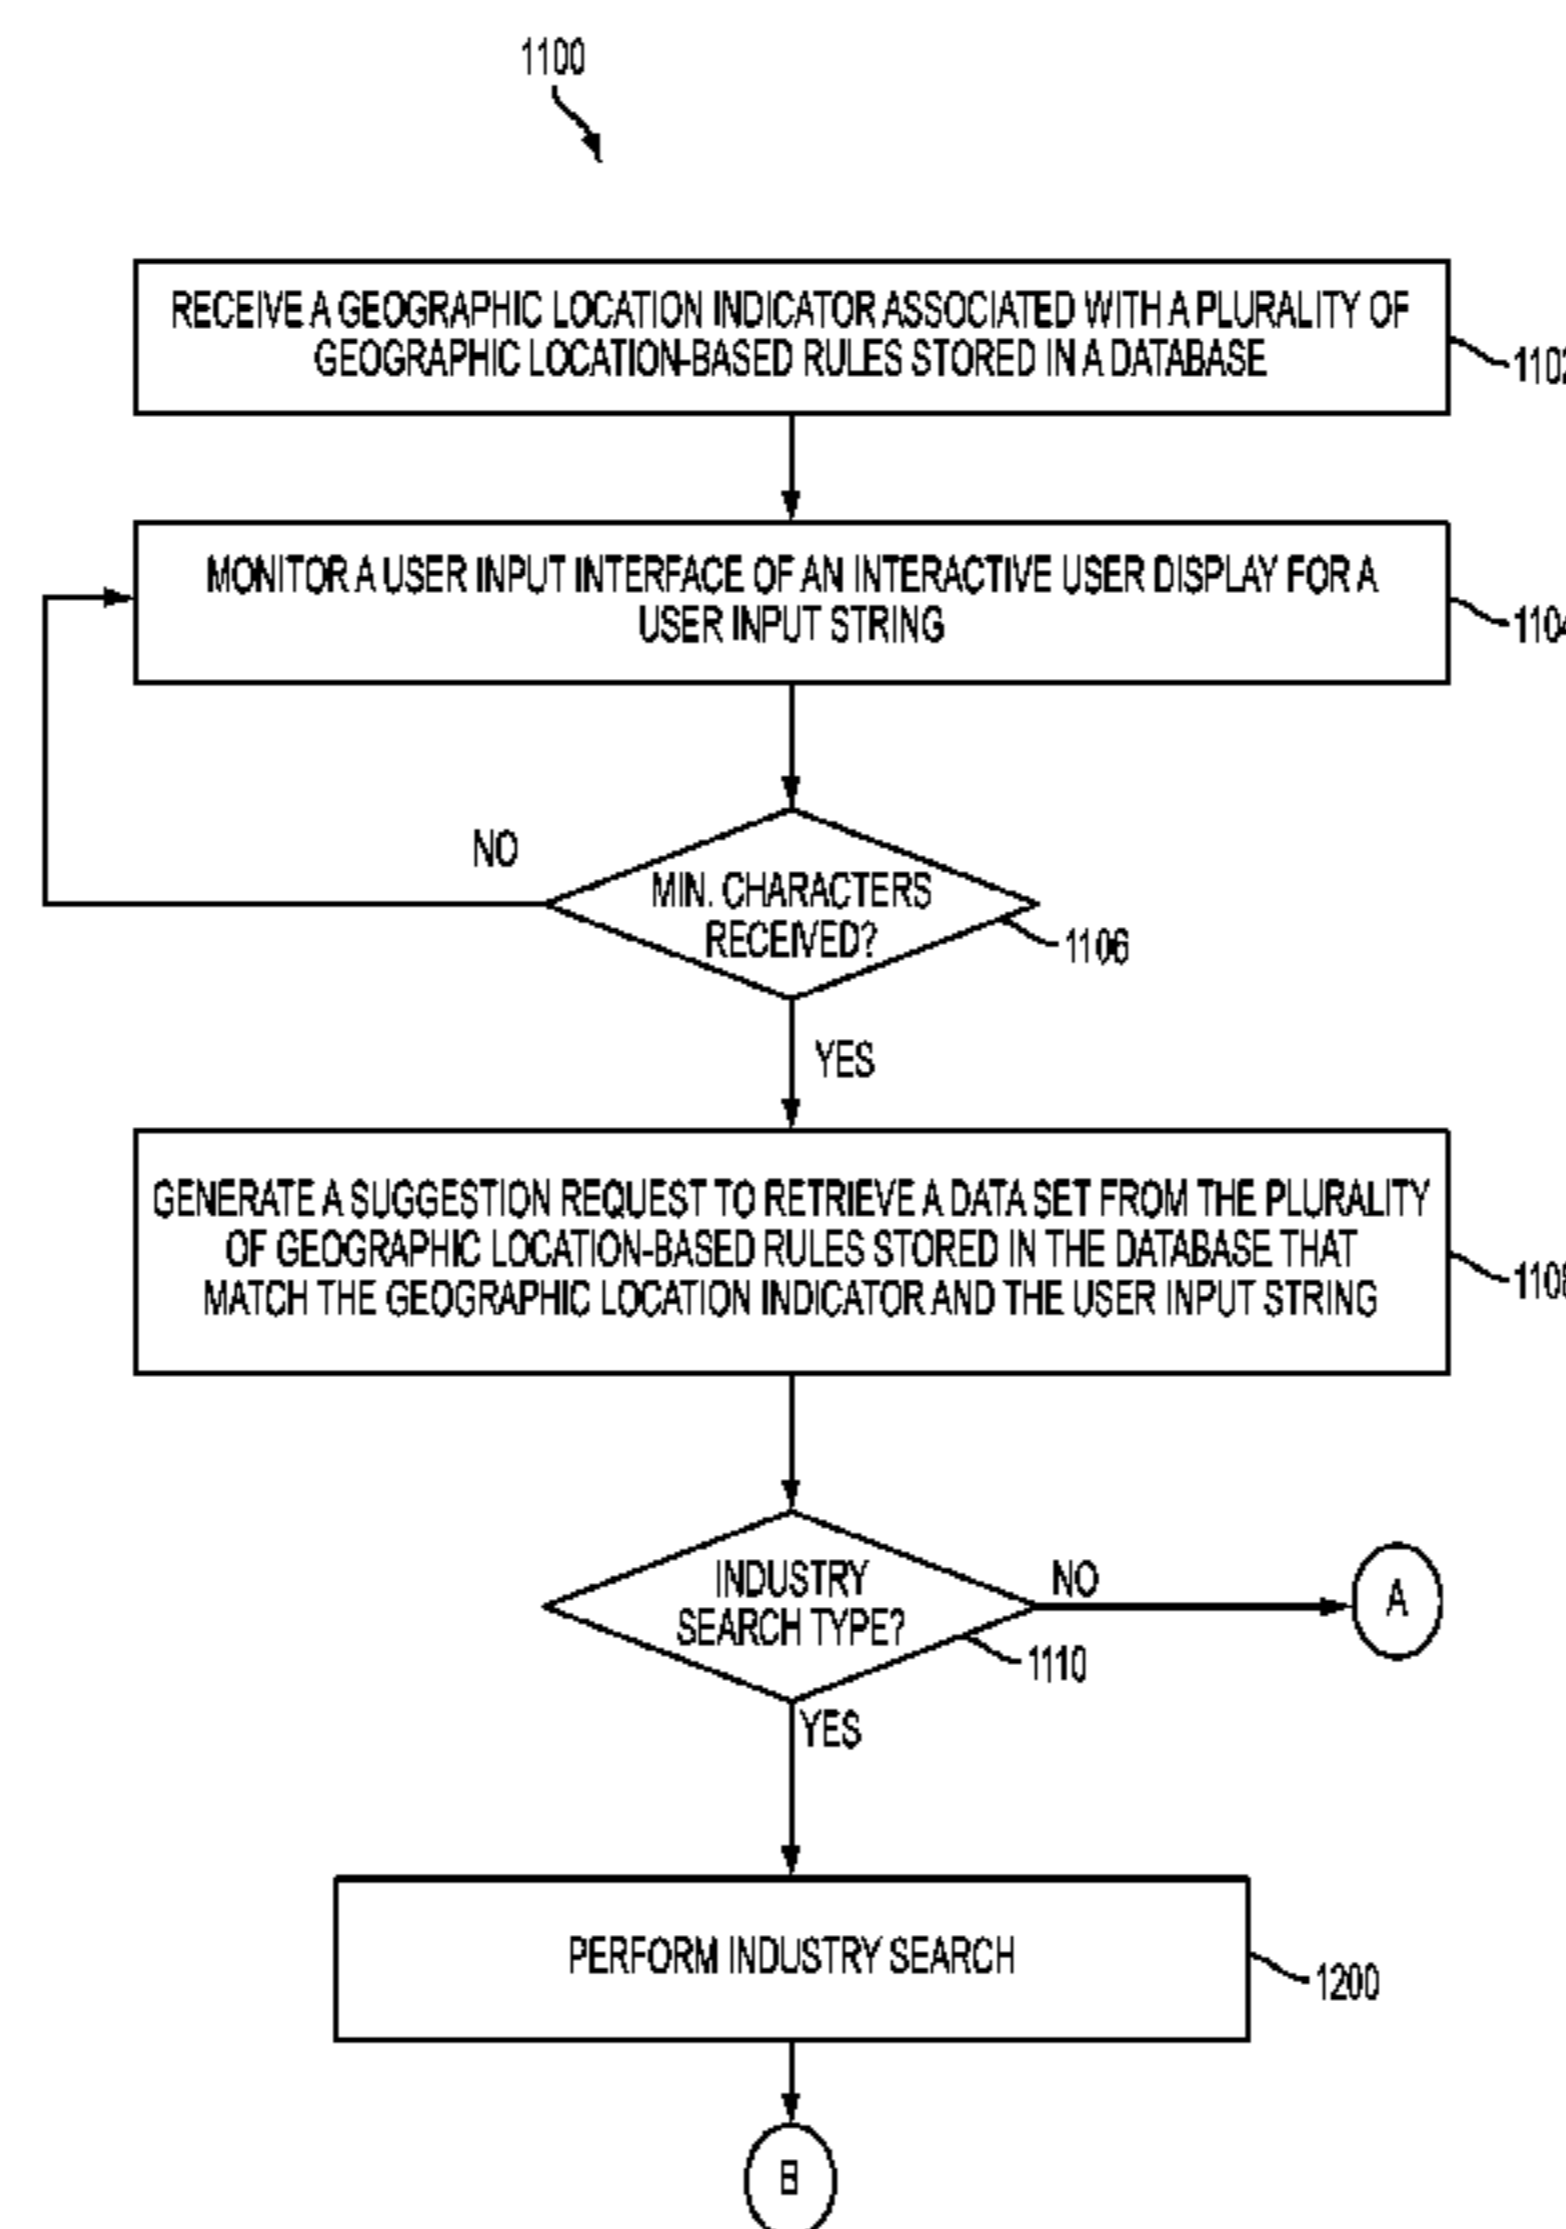 1100
RECEIVE A GEOGRAPHIC LOCATION INDICATOR ASSOCIATED WITH A PLURALITY OF
GEOGRAPHIC LOCATION-BASED RULES STORED IN A DATABASE
1102
MONITOR A USER INPUT INTERFACE OF AN INTERACTIVE USER DISPLAY FOR A
USER INPUT STRING
1104
NO
MIN. CHARACTERS
RECEIVED?
1106
YES
GENERATE A SUGGESTION REQUEST TO RETRIEVE A DATA SET FROM THE PLURALITY
OF GEOGRAPHIC LOCATION-BASED RULES STORED IN THE DATABASE THAT
MATCH THE GEOGRAPHIC LOCATION INDICATOR AND THE USER INPUT STRING
1108
INDUSTRY
SEARCH TYPE?
NO
A
1110
YES
PERFORM INDUSTRY SEARCH
1200
B